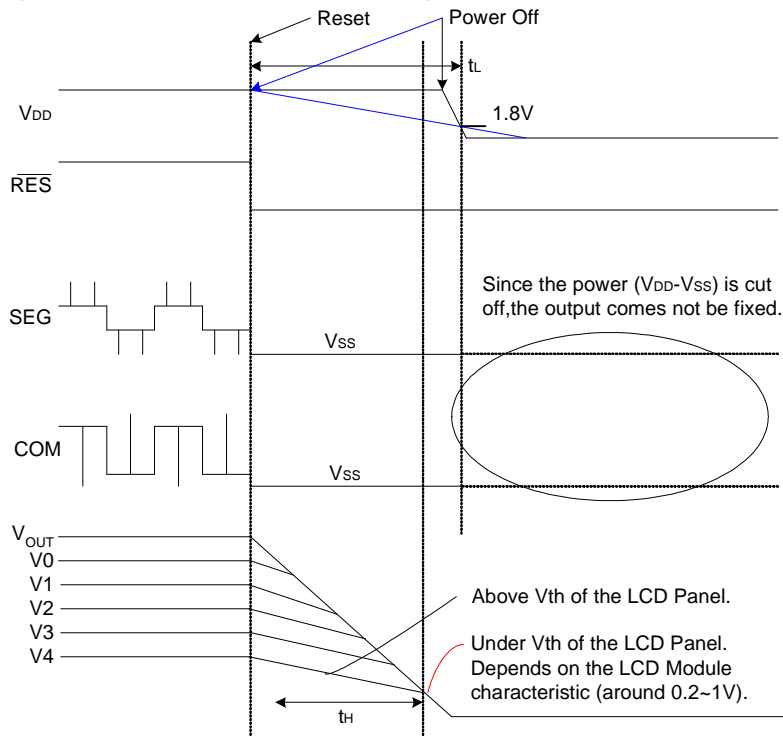 Reset
Power Off
tL
VDD
1.8V
RES
Since the power (VDD-VSS) is cut
off,the output comes not be fixed.
SEG
VSS
COM
VSS
VOUT
V0
V1
V2
V3
V4
Above Vth of the LCD Panel.
Under Vth of the LCD Panel.
Depends on the LCD Module
characteristic (around 0.2~1V).
tH